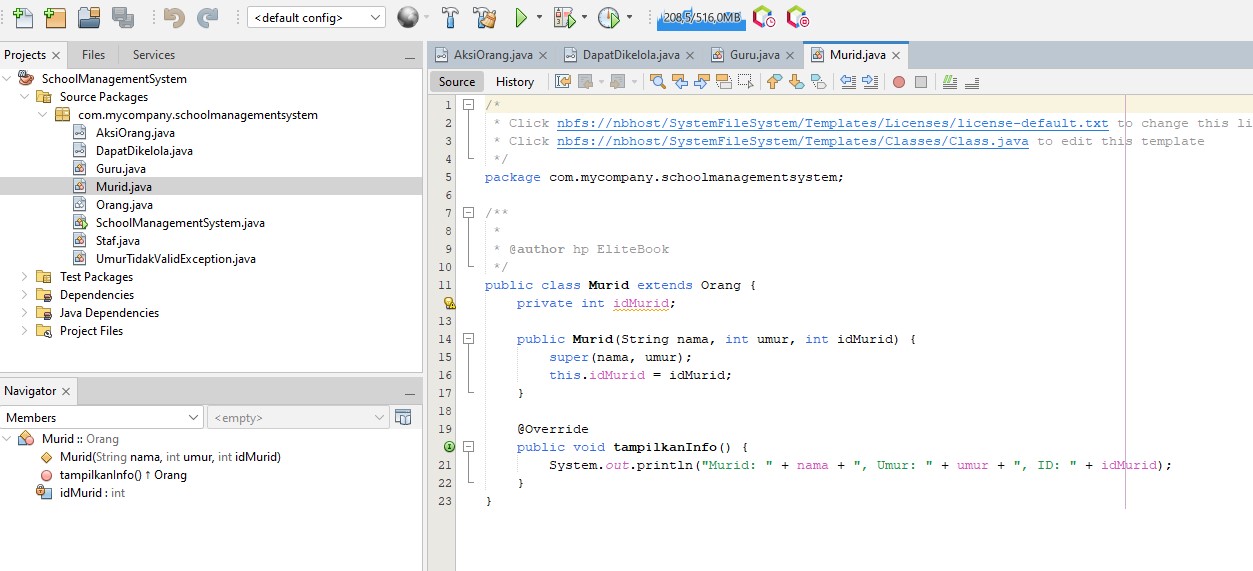 <default config>
208,5/516,0MB
Projects
Files
Services
SchoolManagementSystem
Source Packages
com.mycompany.schoolmanagementsystem
AksiOrang.java
DapatDikelola.java
Guru.java
Murid.java
Orang.java
SchoolManagementSystem.java
Staf.java
UmurTidakValidException.java
Test Packages
Dependencies
Java Dependencies
Project Files
Navigator
Members
<empty>
Murid :: Orang
Murid(String nama, int umur, int idMurid)
tampilkanInfo() ↑ Orang
idMurid : int
AksiOrang.java
DapatDikelola.java
Guru.java
Murid.java
Source
History
1 /*
2 * Click nbfs://nbhost/SystemFileSystem/Templates/Licenses/license-default.txt to change this li
3 * Click nbfs://nbhost/SystemFileSystem/Templates/Classes/Class.java to edit this template
4 */
5 package com.mycompany.schoolmanagementsystem;
6
7 /**
8 *
9 * @author hp EliteBook
10 */
11 public class Murid extends Orang {
private int idMurid;
13
14 public Murid(String nama, int umur, int idMurid) {
15 super(nama, umur);
16 this.idMurid = idMurid;
17 }
18
19 @Override
public void tampilkanInfo() {
21 System.out.println("Murid: " + nama + ", Umur: " + umur + ", ID: " + idMurid);
22 }
23 }